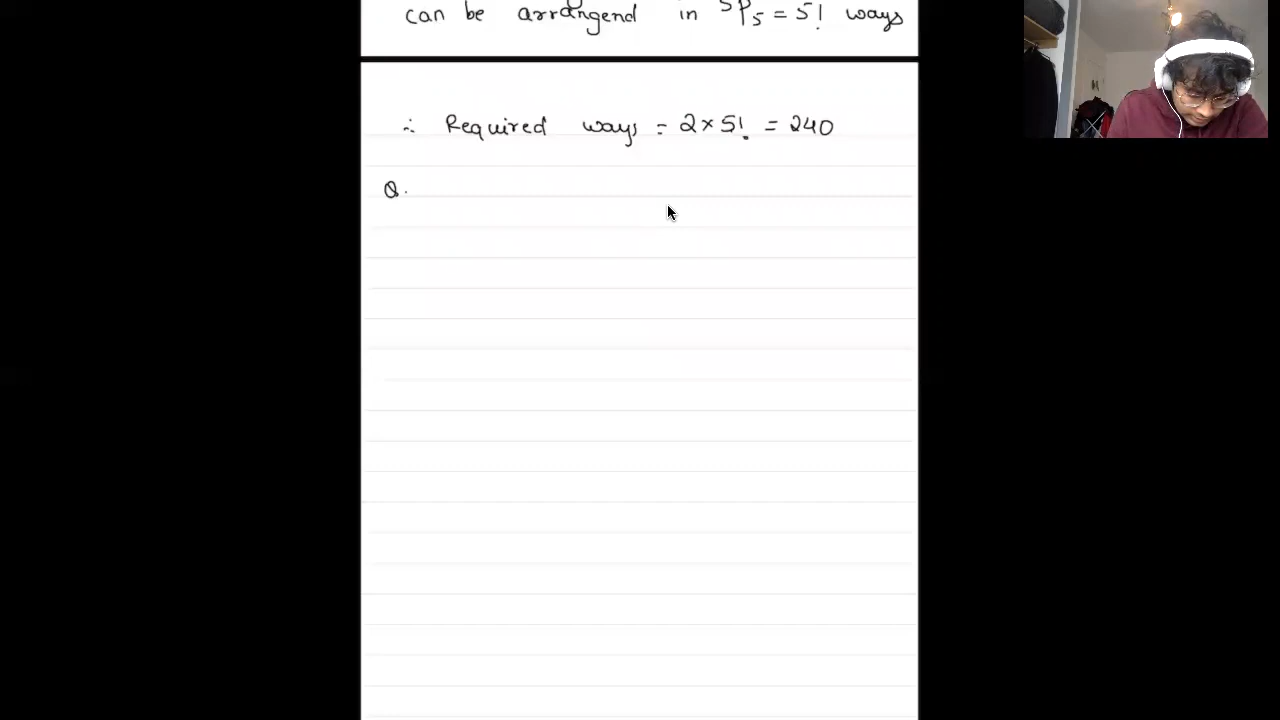 can be arrangend in ⁵P₅ = 5! ways
∴ Required ways = 2 × 5! = 240
Q.